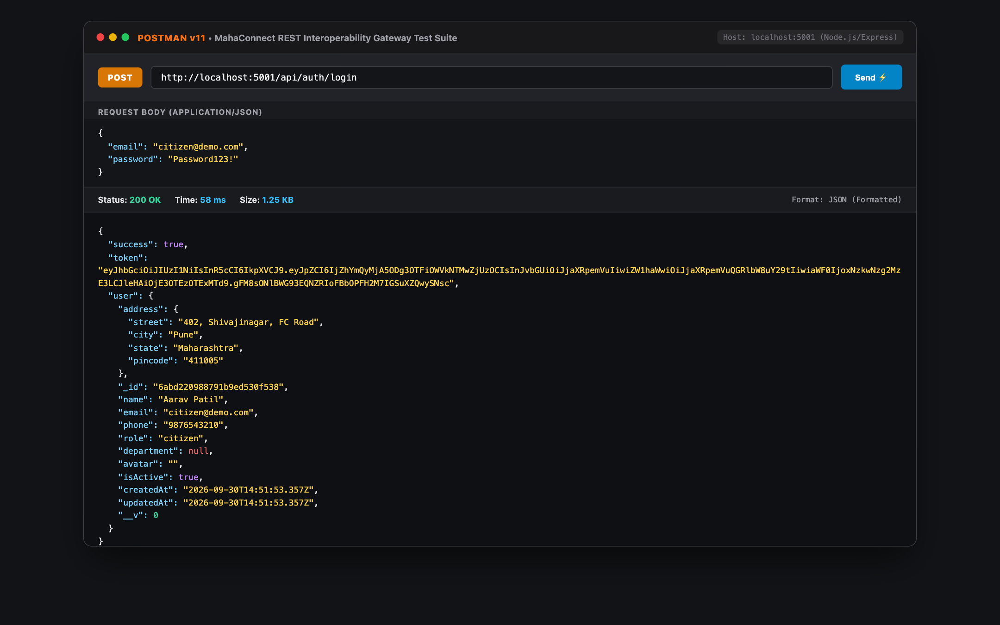 POSTMAN v11 • MahaConnect REST Interoperability Gateway Test Suite
Host: localhost:5001 (Node.js/Express)
POST
http://localhost:5001/api/auth/login
Send ⚡
REQUEST BODY (APPLICATION/JSON)
{
  "email": "citizen@demo.com",
  "password": "Password123!"
}
Status: 200 OK Time: 58 ms Size: 1.25 KB
Format: JSON (Formatted)
{
  "success": true,
  "token":
"eyJhbGciOiJIUzI1NiIsInR5cCI6IkpXVCJ9.eyJpZCI6IjZhYmQyMjA5ODg3OTFiOWVkNTMwZjUzOCIsInJvbGUiOiJjaXRpemVuIiwiZW1haWwiOiJjaXRpemVuQGRlbW8uY29tIiwiaWF0IjoxNzkwNzg2Mz
E3LCJleHAiOjE3OTEzOTExMTd9.gFM8sONlBWG93EQNZRIoFBbOPFH2M7IGSuXZQwySNsc",
  "user": {
    "address": {
      "street": "402, Shivajinagar, FC Road",
      "city": "Pune",
      "state": "Maharashtra",
      "pincode": "411005"
    },
    "_id": "6abd220988791b9ed530f538",
    "name": "Aarav Patil",
    "email": "citizen@demo.com",
    "phone": "9876543210",
    "role": "citizen",
    "department": null,
    "avatar": "",
    "isActive": true,
    "createdAt": "2026-09-30T14:51:53.357Z",
    "updatedAt": "2026-09-30T14:51:53.357Z",
    "__v": 0
  }
}